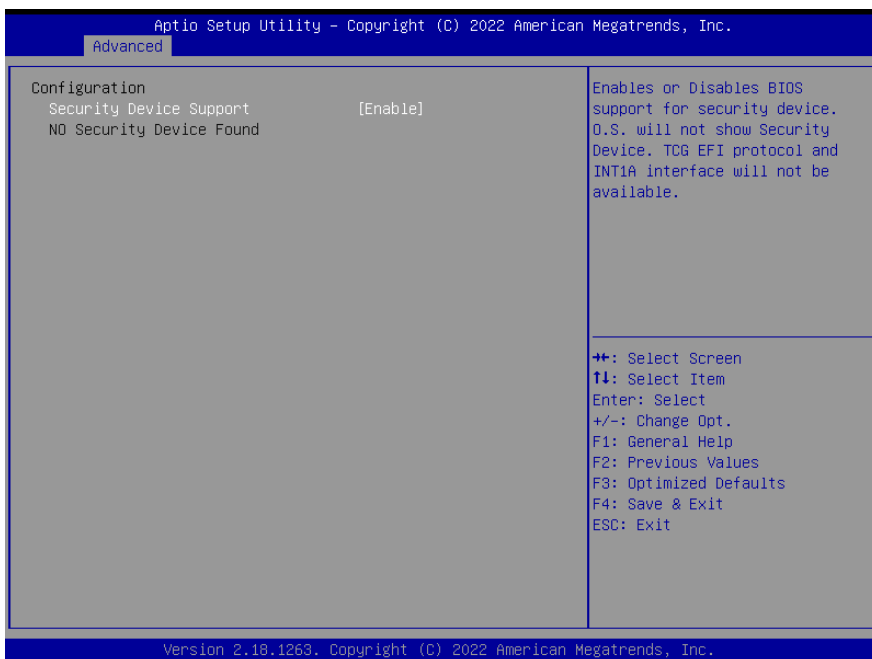 Aptio Setup Utility – Copyright (C) 2022 American Megatrends, Inc.
Advanced
Configuration
Security Device Support [Enable]
NO Security Device Found
Enables or Disables BIOS
support for security device.
O.S. will not show Security
Device. TCG EFI protocol and
INT1A interface will not be
available.
→←: Select Screen
↑↓: Select Item
Enter: Select
+/-: Change Opt.
F1: General Help
F2: Previous Values
F3: Optimized Defaults
F4: Save & Exit
ESC: Exit
Version 2.18.1263. Copyright (C) 2022 American Megatrends, Inc.